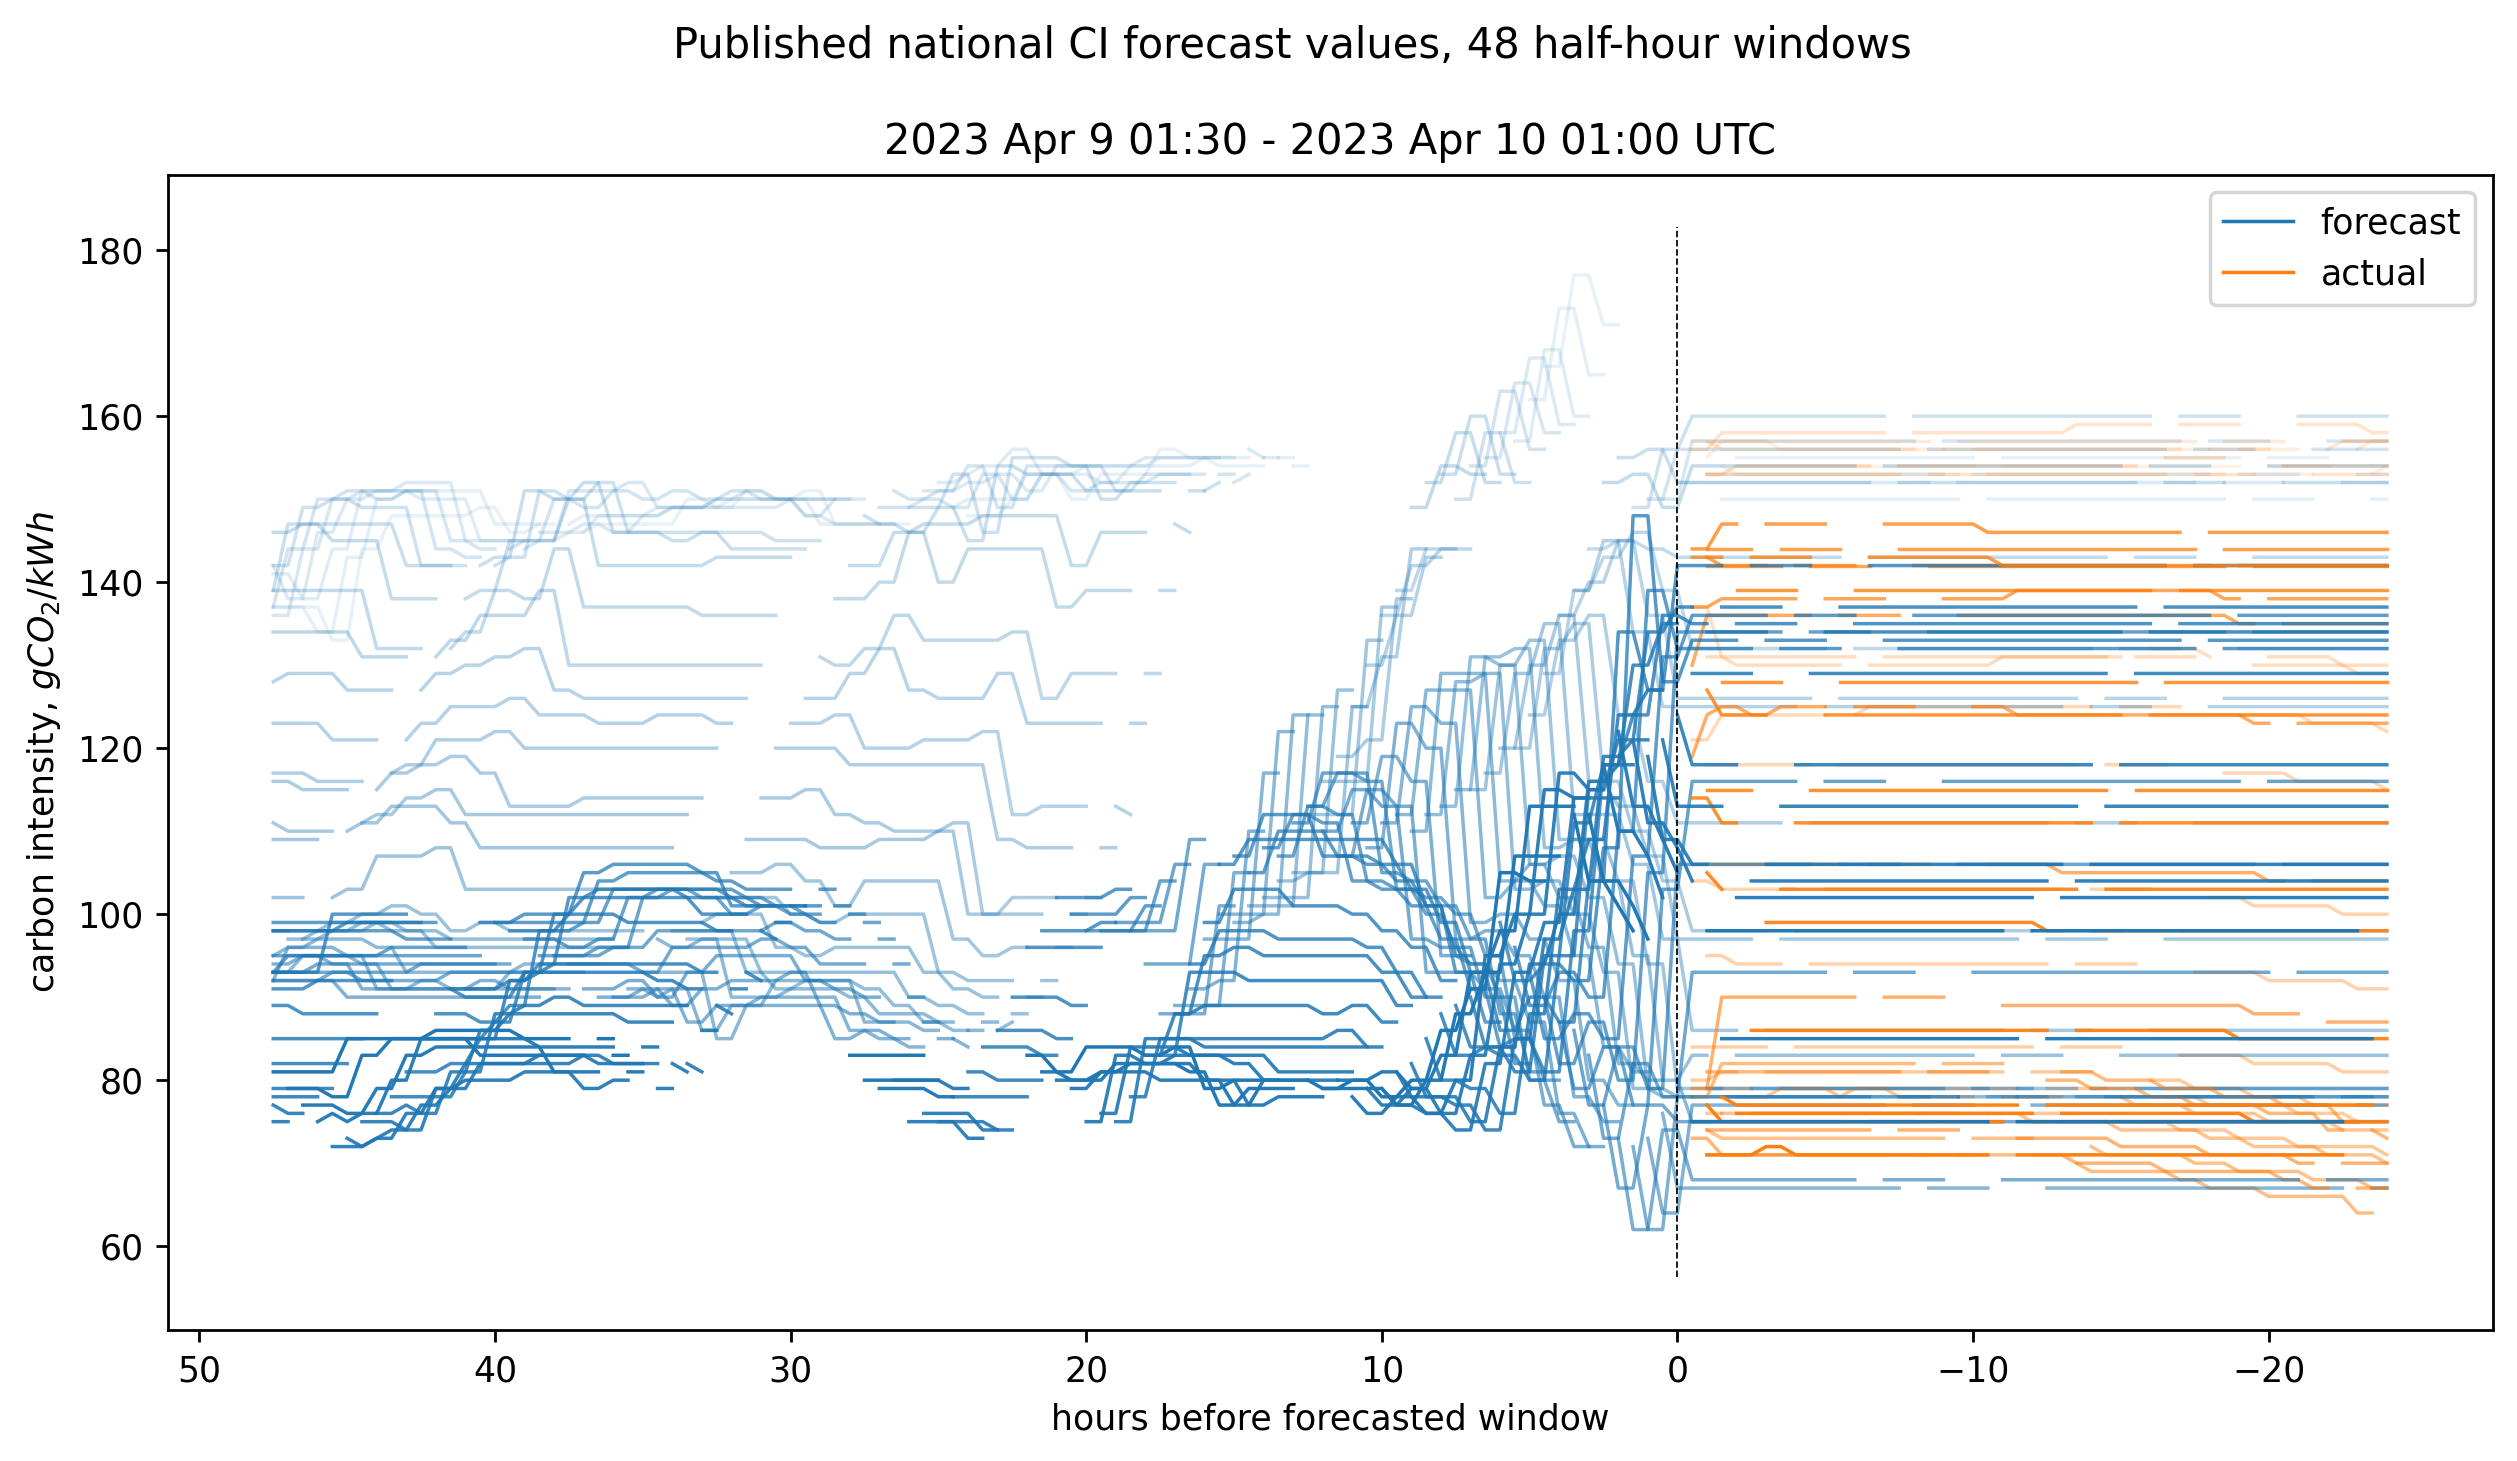 Published national CI forecast values, 48 half-hour windows
2023 Apr 9 01:30 - 2023 Apr 10 01:00 UTC
forecast
actual
180
160
140
120
100
80
60
carbon intensity, gCO₂/kWh
50
40
30
20
10
0
−10
−20
hours before forecasted window